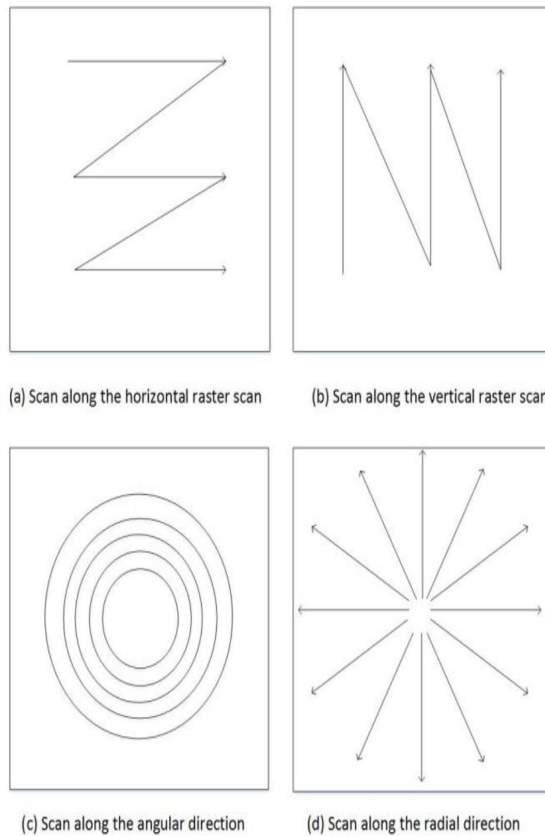 (a) Scan along the horizontal raster scan
(b) Scan along the vertical raster scan
(c) Scan along the angular direction
(d) Scan along the radial direction